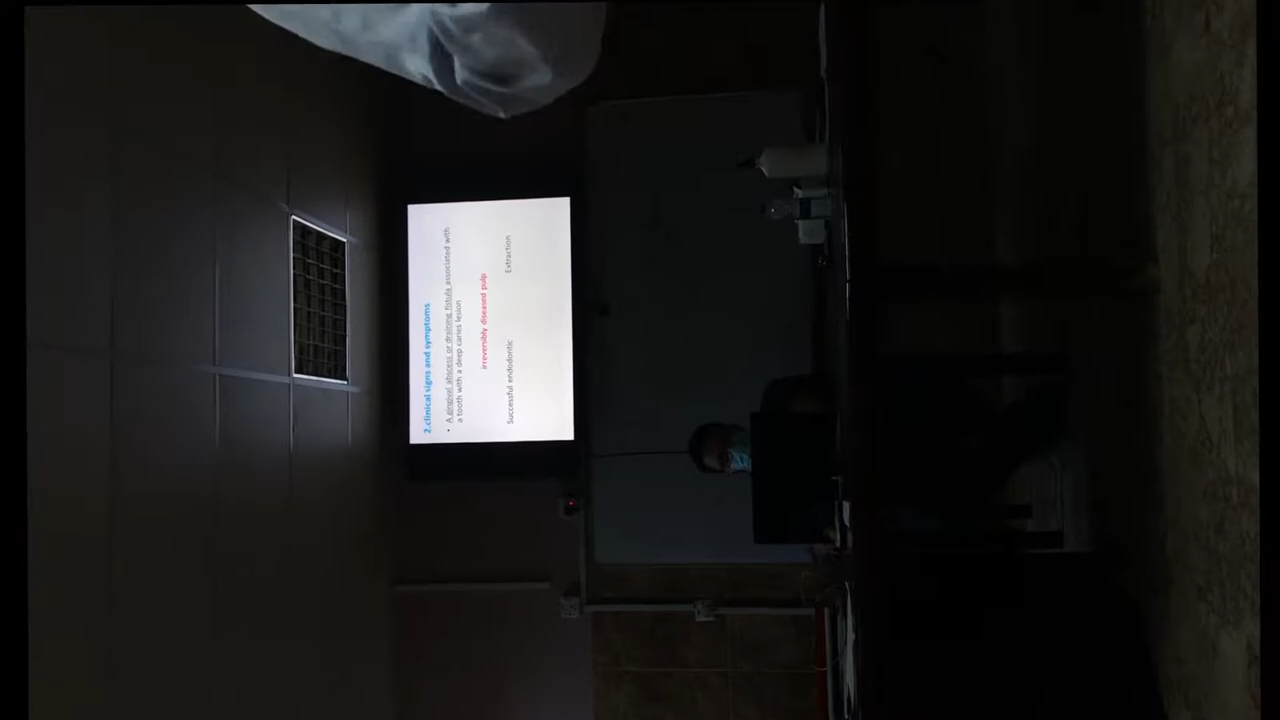 2.clinical signs and symptoms
• A gingival abscess or draining fistula associated with
a tooth with a deep caries lesion
irreversibly diseased pulp
Successful endodontic Extraction